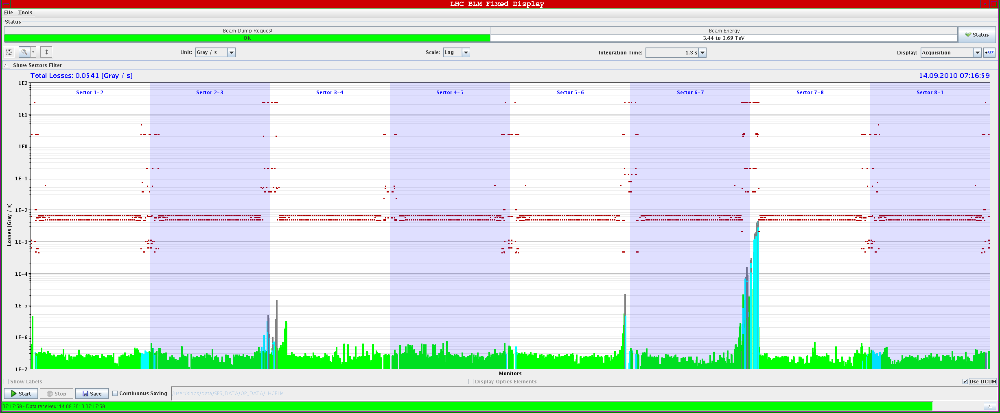 LHC BLM Fixed Display
File Tools
Status
Beam Dump Request Beam Energy
Ok 3.44 to 3.69 TeV
Status
Unit: Gray / s Scale: Log Integration Time: 1.3 s Display: Acquisition →REF
Show Sectors Filter
Total Losses: 0.0541 [Gray / s] 14.09.2010 07:16:59
Sector 1-2 Sector 2-3 Sector 3-4 Sector 4-5 Sector 5-6 Sector 6-7 Sector 7-8 Sector 8-1
1E2
1E1
1E0
1E-1
1E-2
1E-3
1E-4
1E-5
1E-6
1E-7
Losses [Gray / s]
Monitors
Show Labels Display Optics Elements Use DCUM
Start Stop Save Continuous Saving /user/slops/data/SPS_DATA/OP_DATA/LHCBLM
07:17:59 - Data received: 14.09.2010 07:17:59